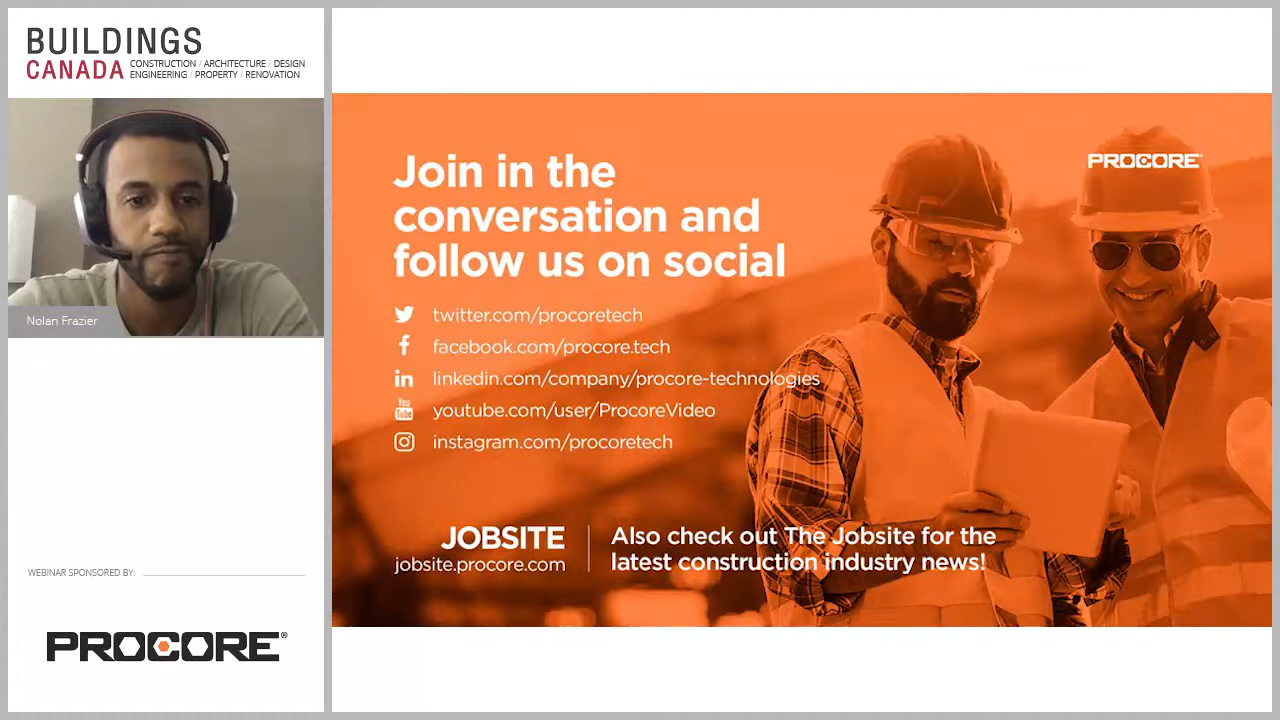 BUILDINGS
CANADA
CONSTRUCTION / ARCHITECTURE / DESIGN
ENGINEERING / PROPERTY / RENOVATION
Nolan Frazier
WEBINAR SPONSORED BY:
PROCORE®
PROCORE
Join in the
conversation and
follow us on social
twitter.com/procoretech
facebook.com/procore.tech
linkedin.com/company/procore-technologies
You
Tube
youtube.com/user/ProcoreVideo
instagram.com/procoretech
JOBSITE
jobsite.procore.com
Also check out The Jobsite for the
latest construction industry news!